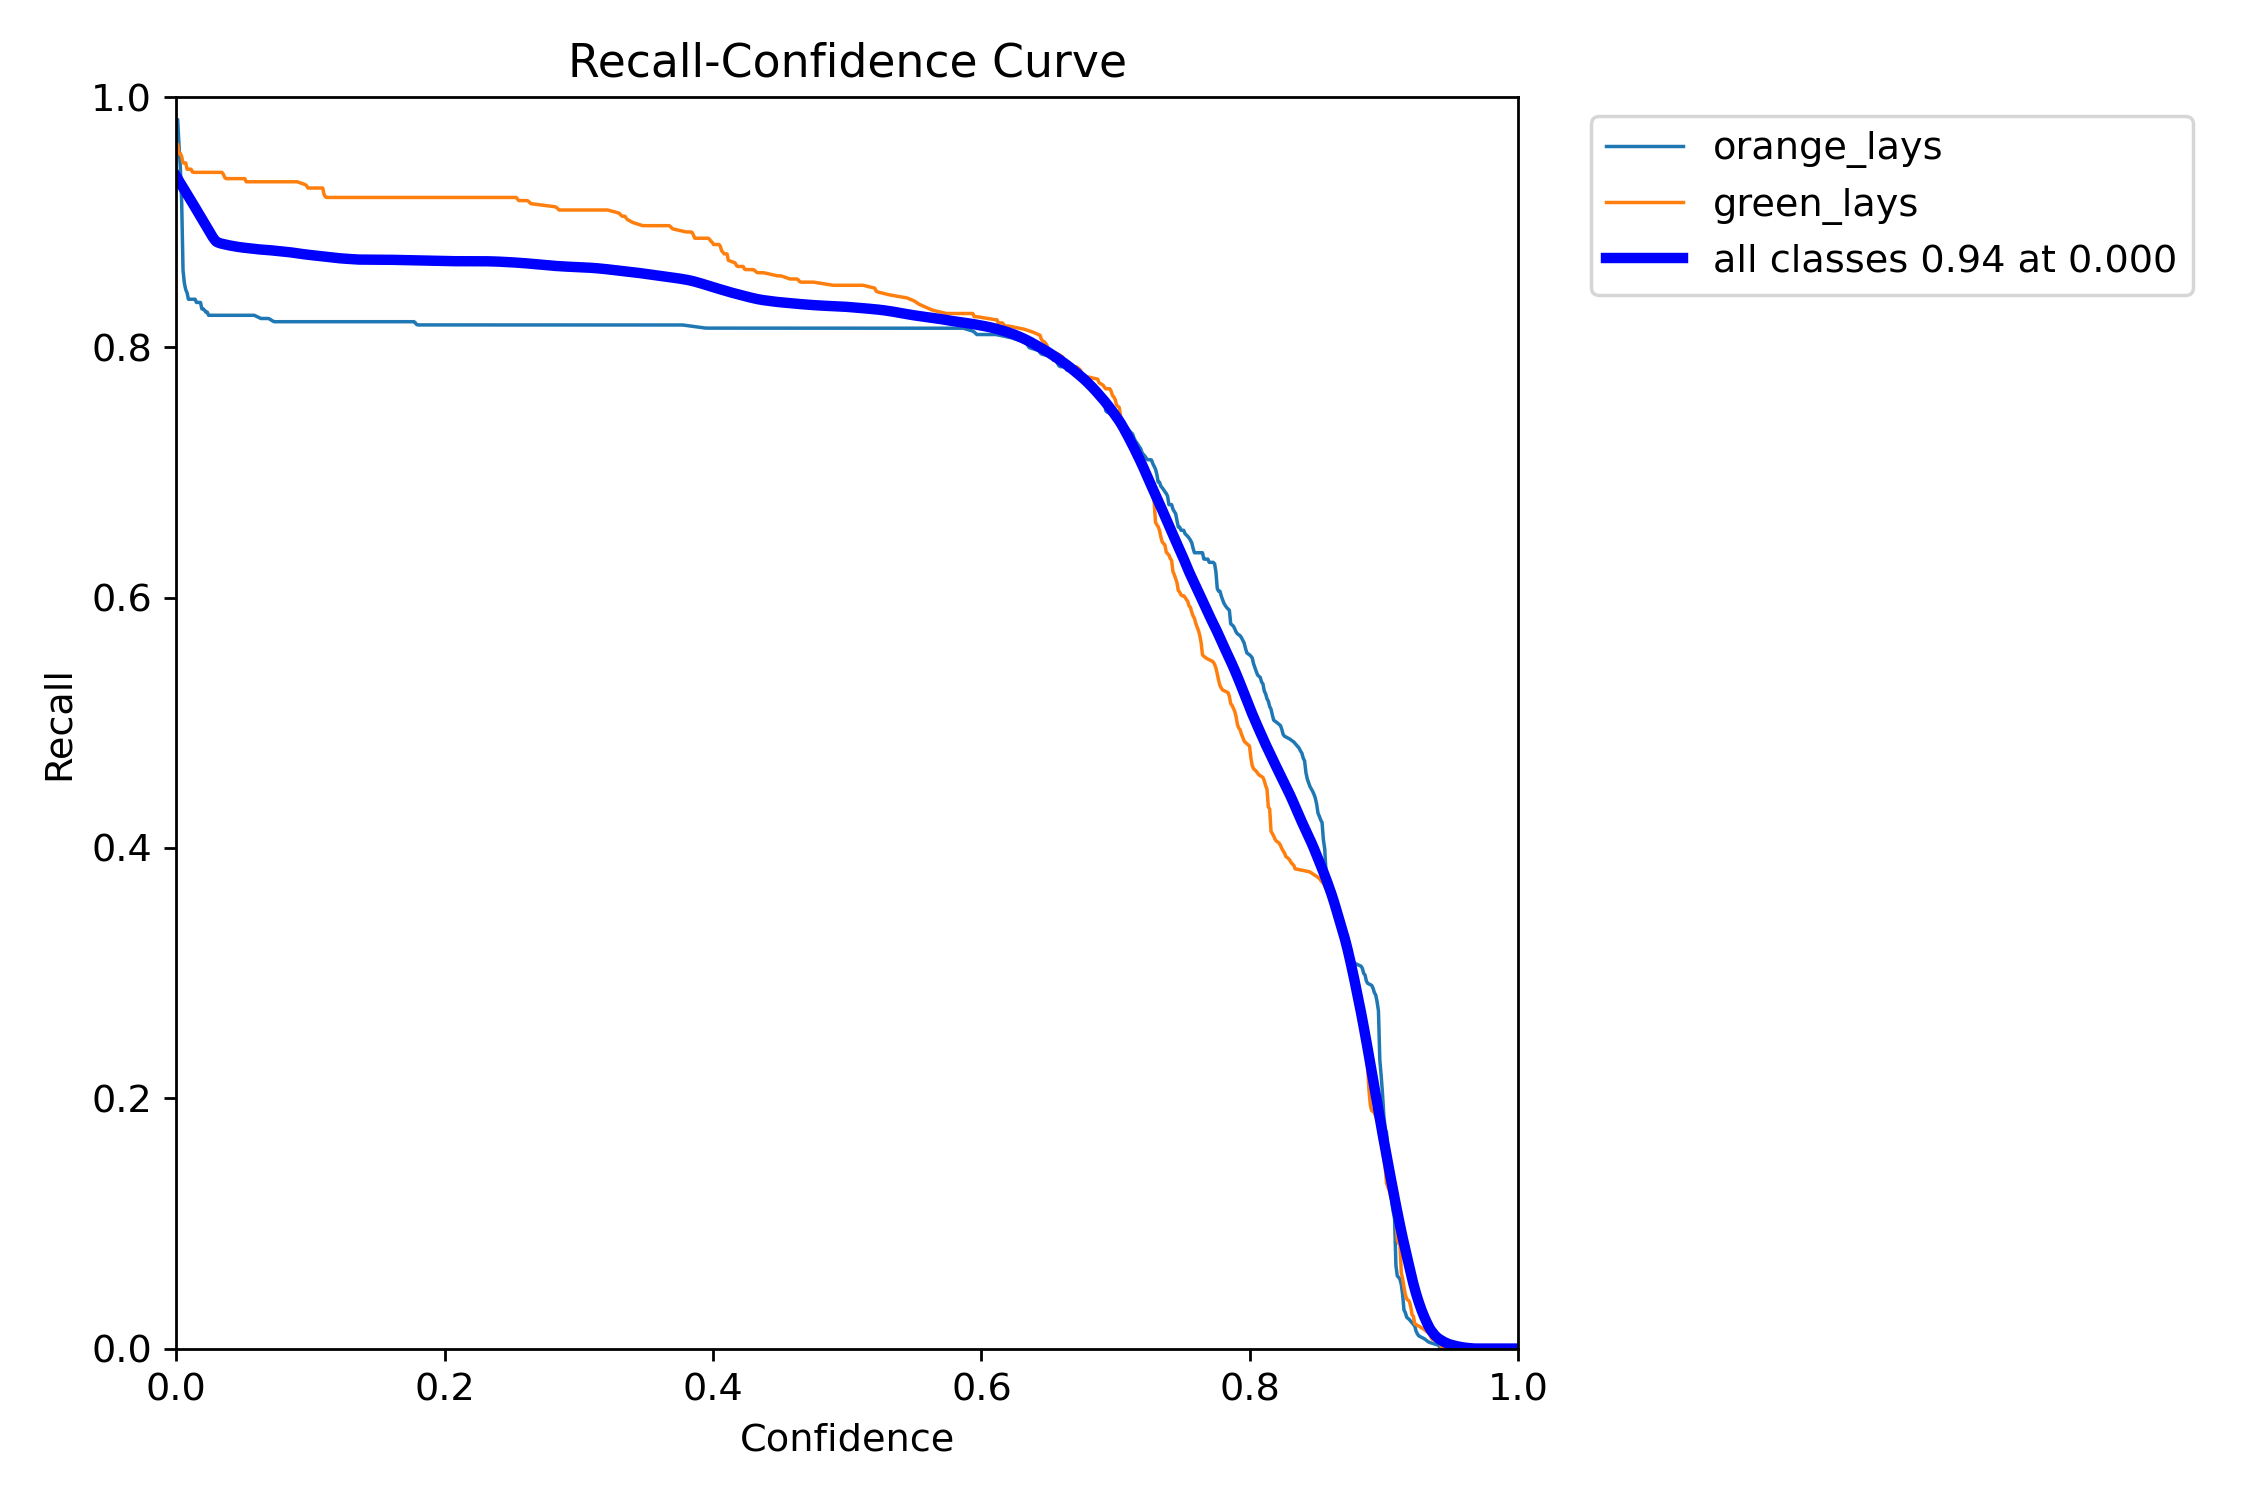 Recall-Confidence Curve
1.0
0.8
0.6
0.4
0.2
0.0
Recall
0.0 0.2 0.4 0.6 0.8 1.0
Confidence
orange_lays
green_lays
all classes 0.94 at 0.000